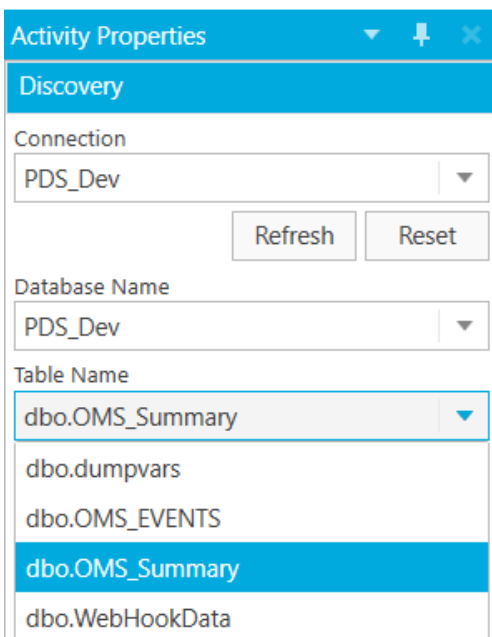 Activity Properties
Discovery
Connection
PDS_Dev
Refresh Reset
Database Name
PDS_Dev
Table Name
dbo.OMS_Summary
dbo.dumpvars
dbo.OMS_EVENTS
dbo.OMS_Summary
dbo.WebHookData